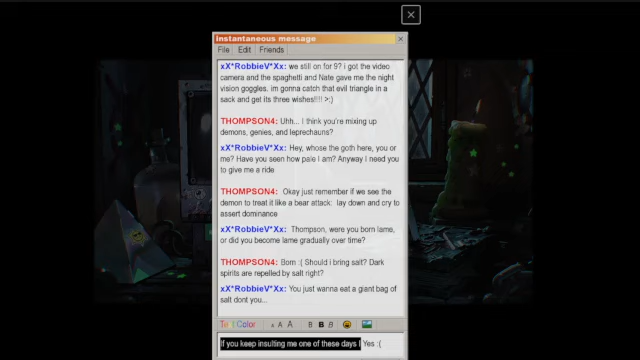 instantaneous message
File Edit Friends
xX*RobbieV*Xx: we still on for 9? i got the video
camera and the spaghetti and Nate gave me the night
vision goggles. im gonna catch that evil triangle in a
sack and get its three wishes!!!! >:)
THOMPSON4: Uhh... I think you're mixing up
demons, genies, and leprechauns?
xX*RobbieV*Xx: Hey, whose the goth here, you or
me? Have you seen how pale I am? Anyway I need you
to give me a ride
THOMPSON4: Okay just remember if we see the
demon to treat it like a bear attack: lay down and cry to
assert dominance
xX*RobbieV*Xx: Thompson, were you born lame,
or did you become lame gradually over time?
THOMPSON4: Born :( Should i bring salt? Dark
spirits are repelled by salt right?
xX*RobbieV*Xx: You just wanna eat a giant bag of
salt dont you...
Text Color A A A B B B
If you keep insulting me one of these days I Yes :(